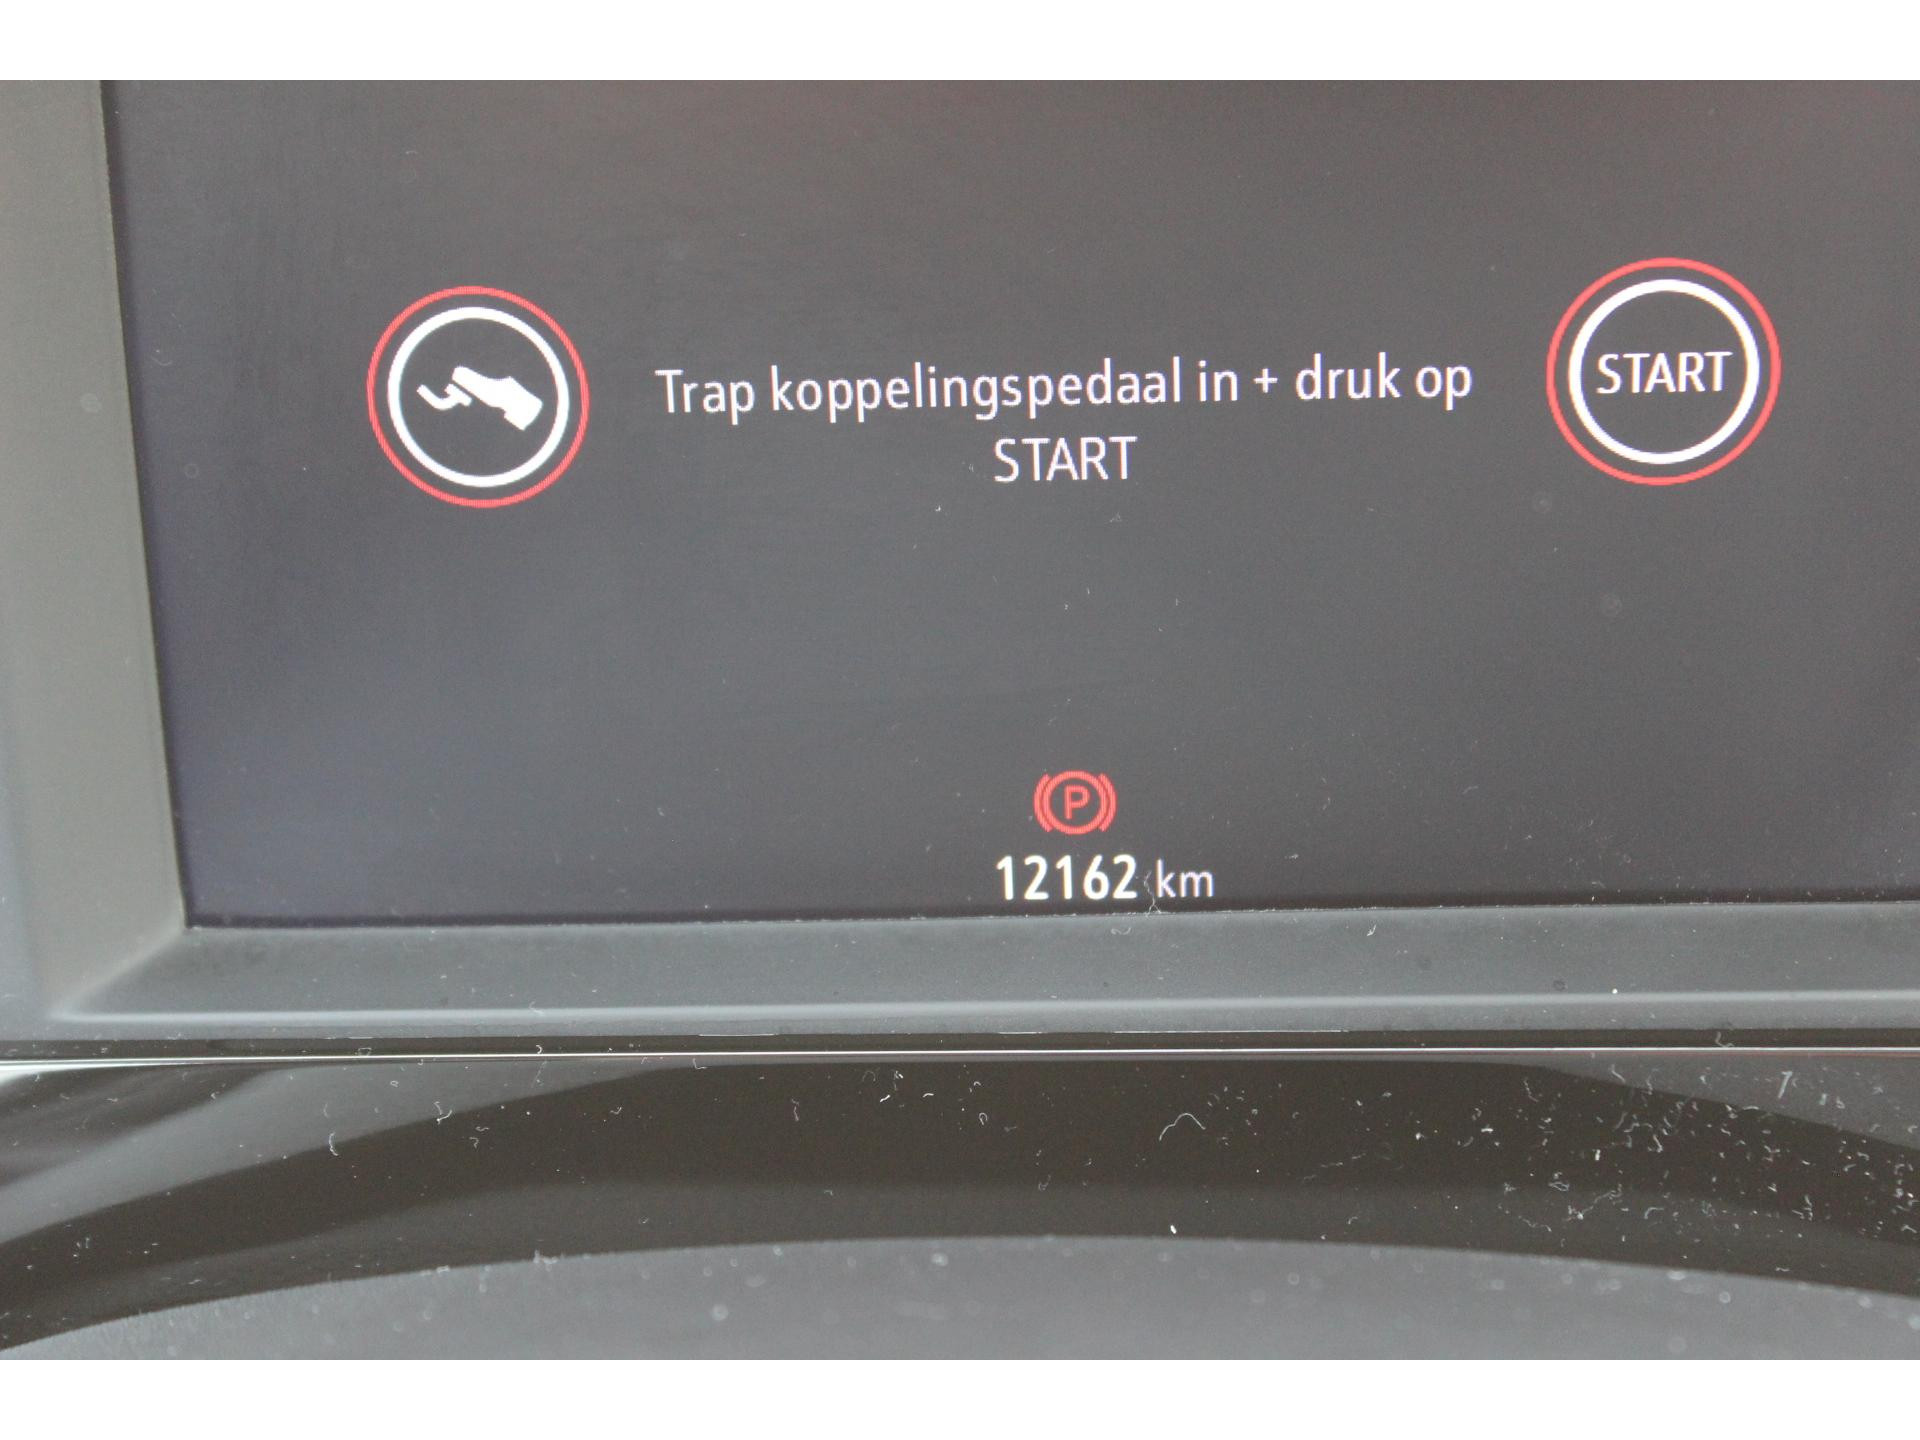 Trap koppelingspedaal in + druk op
START
START
P
12162 km